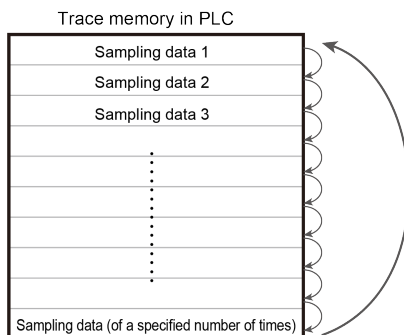 Trace memory in PLC
Sampling data 1
Sampling data 2
Sampling data 3
Sampling data (of a specified number of times)